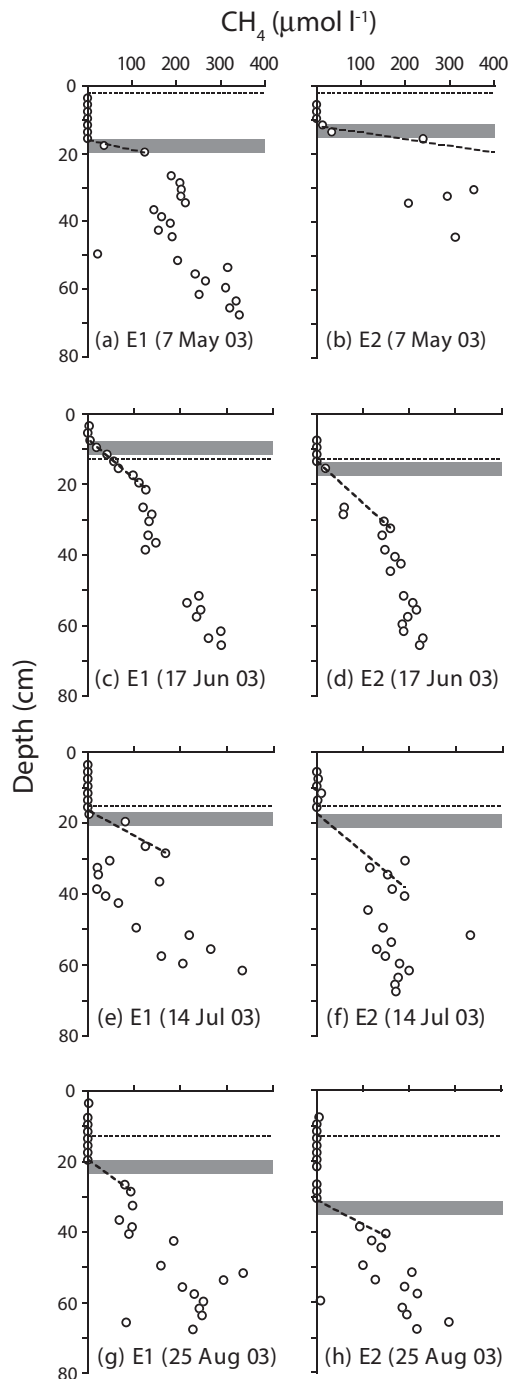 CH4 (μmol l-1)
100 200 300 400 100 200 300 400
0
20
40
60
80
(a) E1 (7 May 03) (b) E2 (7 May 03)
0
20
40
60
80
(c) E1 (17 Jun 03) (d) E2 (17 Jun 03)
Depth (cm)
0
20
40
60
80
(e) E1 (14 Jul 03) (f) E2 (14 Jul 03)
0
20
40
60
80
(g) E1 (25 Aug 03) (h) E2 (25 Aug 03)